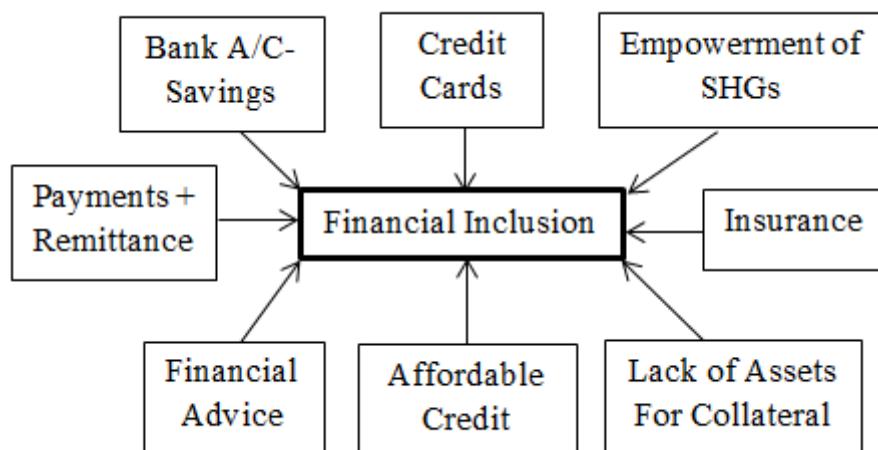 Bank A/C-
Savings
Credit
Cards
Empowerment of
SHGs
Payments +
Remittance
Financial Inclusion
Insurance
Financial
Advice
Affordable
Credit
Lack of Assets
For Collateral